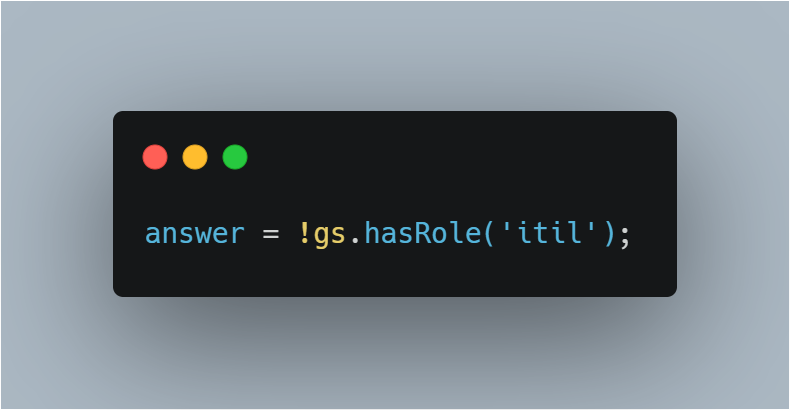 answer = !gs.hasRole('itil');